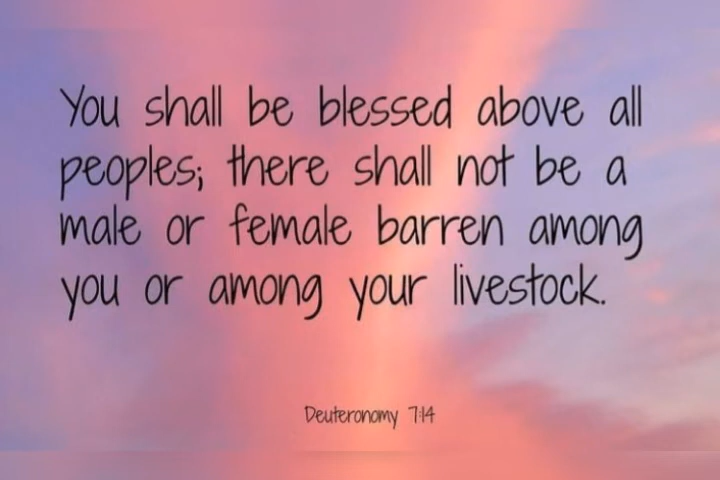 You shall be blessed above all
peoples; there shall not be a
male or female barren among
you or among your livestock.
Deuteronomy 7:14